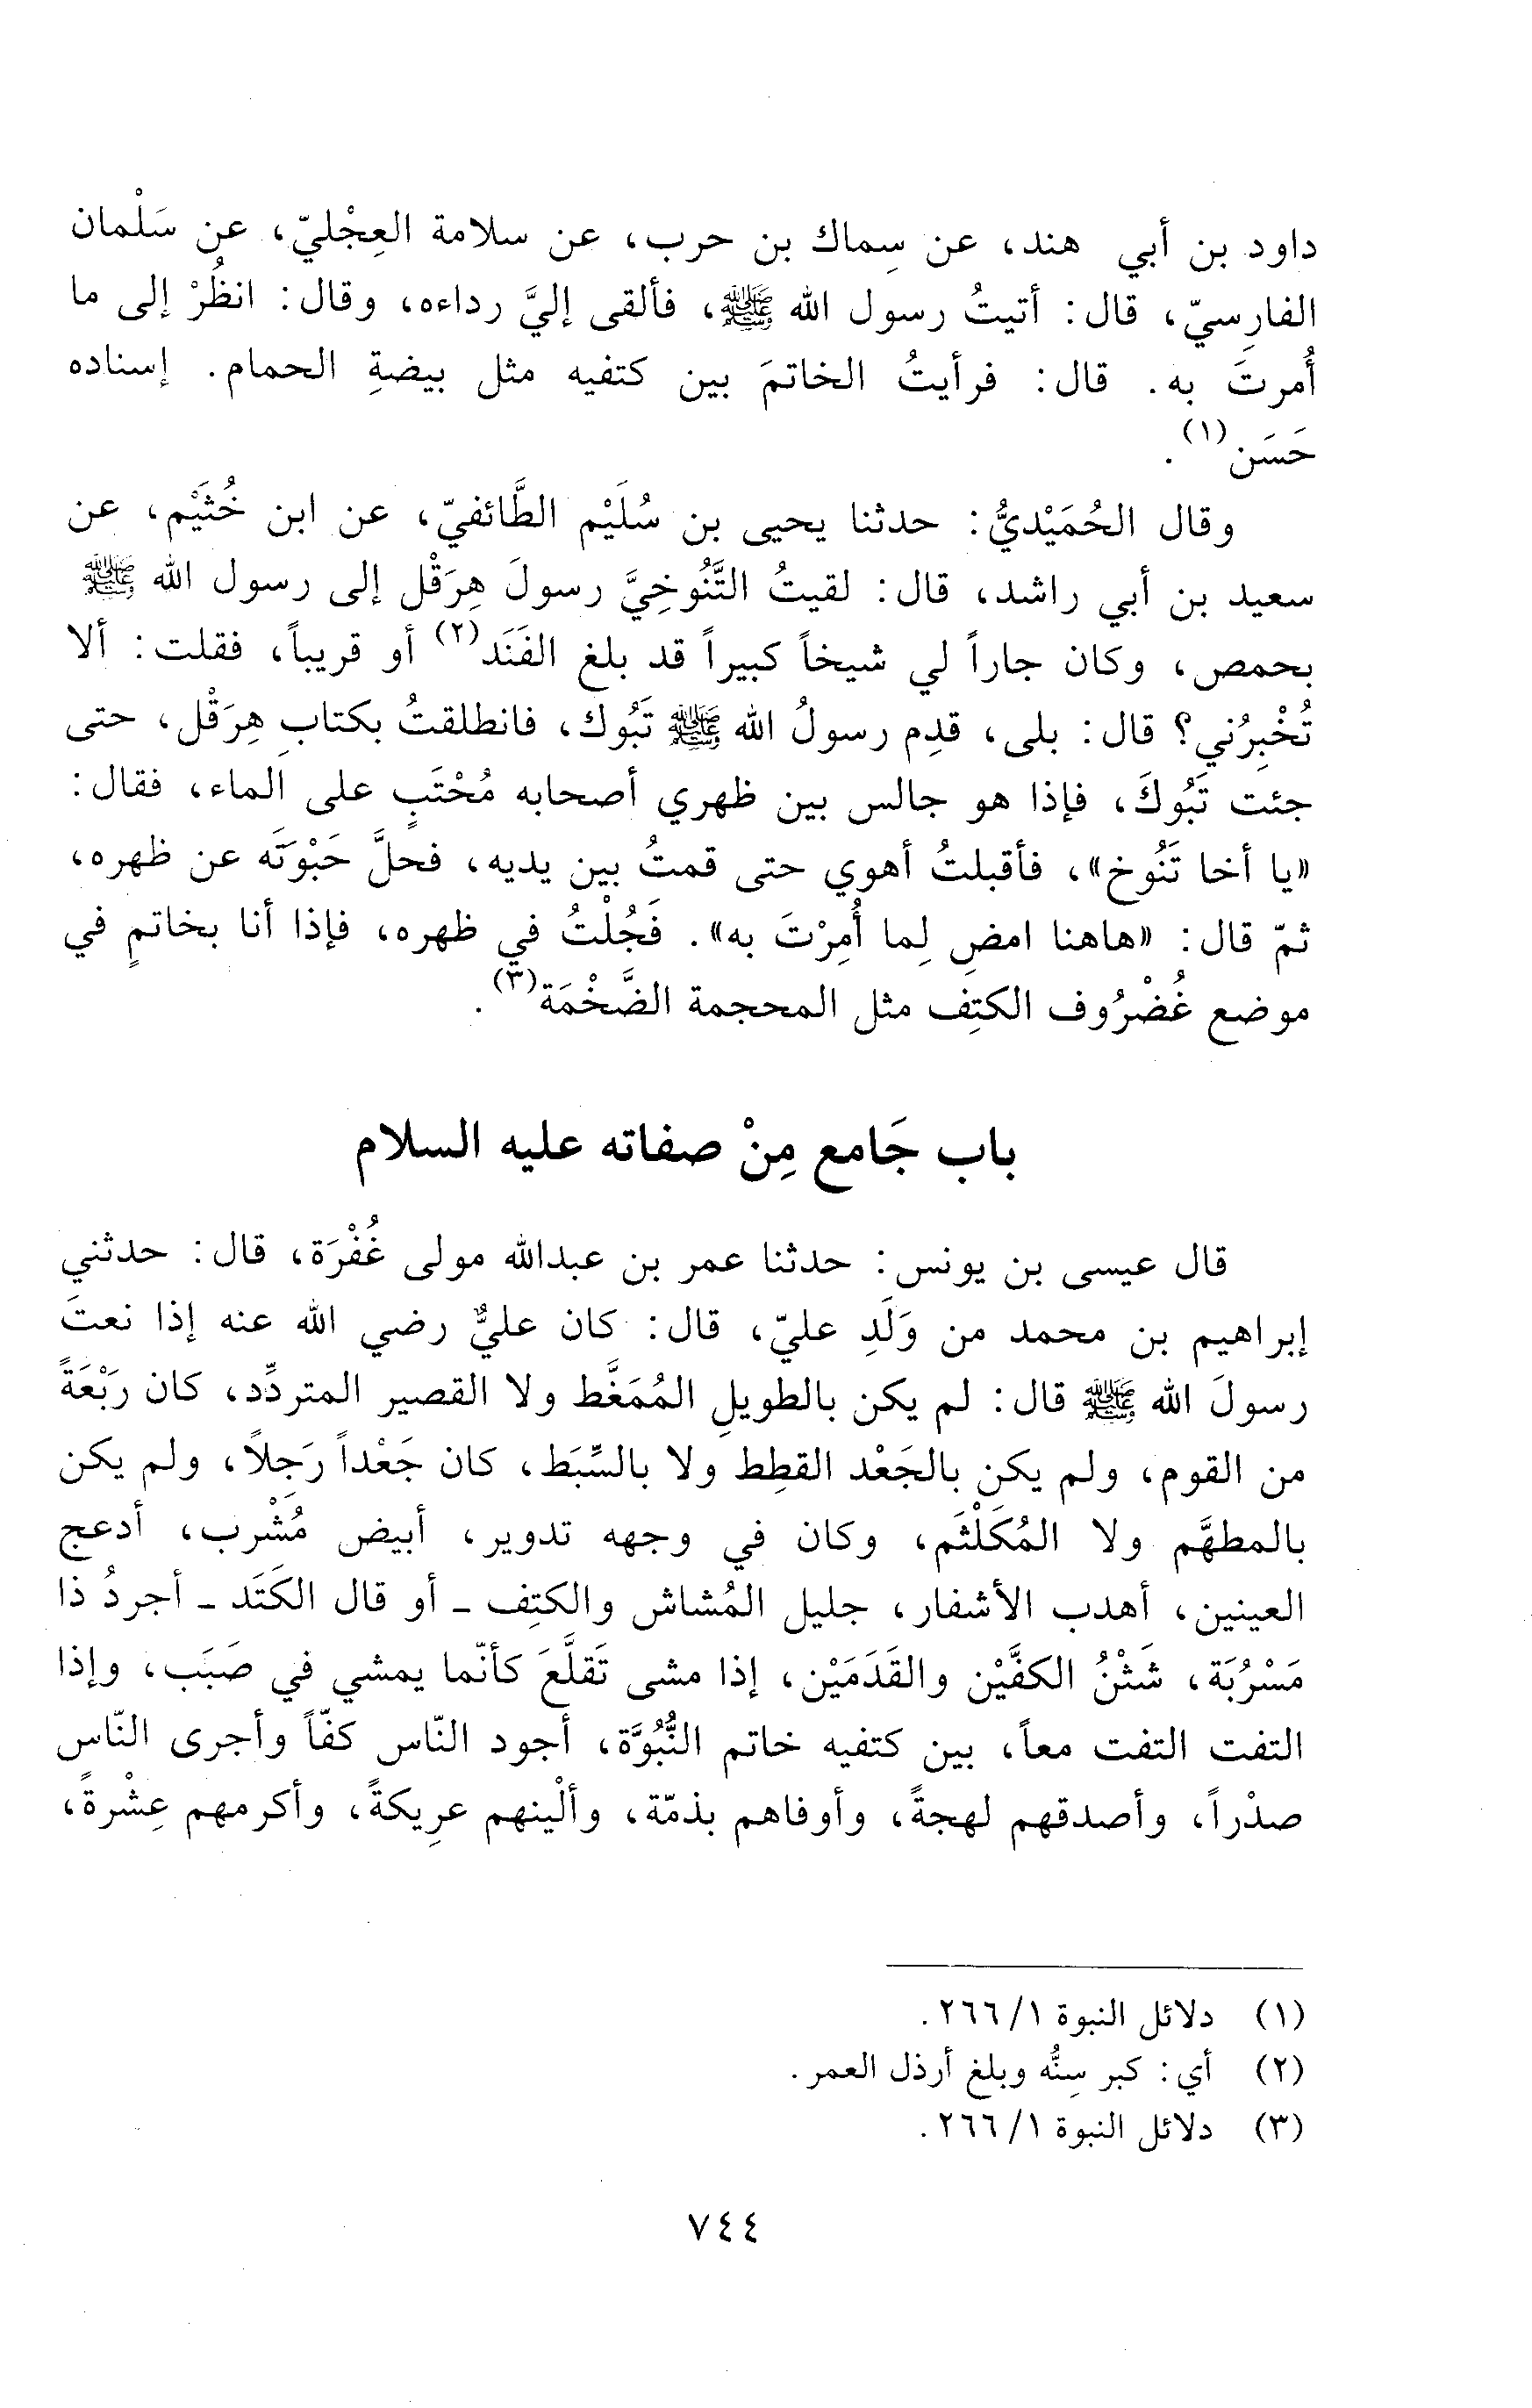 داود بن أبي هند، عن سِماك بن حرب، عن سلامة العِجْليّ، عن سَلْمان
الفارِسيّ، قال: أتيتُ رسول الله ﷺ، فألقى إليَّ رداءه، وقال: انظُرْ إلى ما
أُمرتَ به. قال: فرأيتُ الخاتمَ بين كتفيه مثل بيضةِ الحمام. إسناده
حَسَن(١).
وقال الحُمَيْديُّ: حدثنا يحيى بن سُلَيْم الطَّائفيّ، عن ابن خُثَيْم، عن
سعيد بن أبي راشد، قال: لقيتُ التَّنُوخِيَّ رسولَ هِرَقْل إلى رسول الله ﷺ
بحمص، وكان جاراً لي شيخاً كبيراً قد بلغ الفَنَد(٢) أو قريباً، فقلت: ألا
تُخْبِرُني؟ قال: بلى، قدِم رسولُ الله ﷺ تَبُوك، فانطلقتُ بكتابِ هِرَقْل، حتى
جئت تَبُوكَ، فإذا هو جالس بين ظهري أصحابه مُحْتَبٍ على الماء، فقال:
«يا أخا تَنُوخ»، فأقبلتُ أهوي حتى قمتُ بين يديه، فحلَّ حَبْوَتَه عن ظهره،
ثمّ قال: «هاهنا امضِ لِما أُمِرْتَ به». فَجُلْتُ في ظهره، فإذا أنا بخاتمٍ في
موضع غُضْرُوف الكتِف مثل المحجمة الضَّخْمَة(٣).
باب جَامع مِنْ صفاته عليه السلام
قال عيسى بن يونس: حدثنا عمر بن عبدالله مولى غُفْرَة، قال: حدثني
إبراهيم بن محمد من وَلَدِ عليّ، قال: كان عليٌّ رضي الله عنه إذا نعتَ
رسولَ الله ﷺ قال: لم يكن بالطويلِ المُمَغَّط ولا القصير المتردِّد، كان رَبْعَةً
من القوم، ولم يكن بالجَعْد القطِط ولا بالسَّبِط، كان جَعْداً رَجِلاً، ولم يكن
بالمطهَّم ولا المُكَلْثَم، وكان في وجهه تدوير، أبيض مُشْرَب، أدعج
العينين، أهدب الأشفار، جليل المُشاش والكتِف ـ أو قال الكَتَد ـ أجردُ ذا
مَسْرُبَة، شَثْنُ الكفَّيْن والقَدَمَيْن، إذا مشى تَقلَّعَ كأنّما يمشي في صَبَب، وإذا
التفت التفت معاً، بين كتفيه خاتم النُّبُوَّة، أجود النّاس كفّاً وأجرى النّاس
صدْراً، وأصدقهم لهجةً، وأوفاهم بذمّة، وألْينهم عرِيكةً، وأكرمهم عِشْرةً،
(١) دلائل النبوة ١/ ٢٦٦.
(٢) أي: كبر سِنُّه وبلغ أرذل العمر.
(٣) دلائل النبوة ١/ ٢٦٦.
٧٤٤